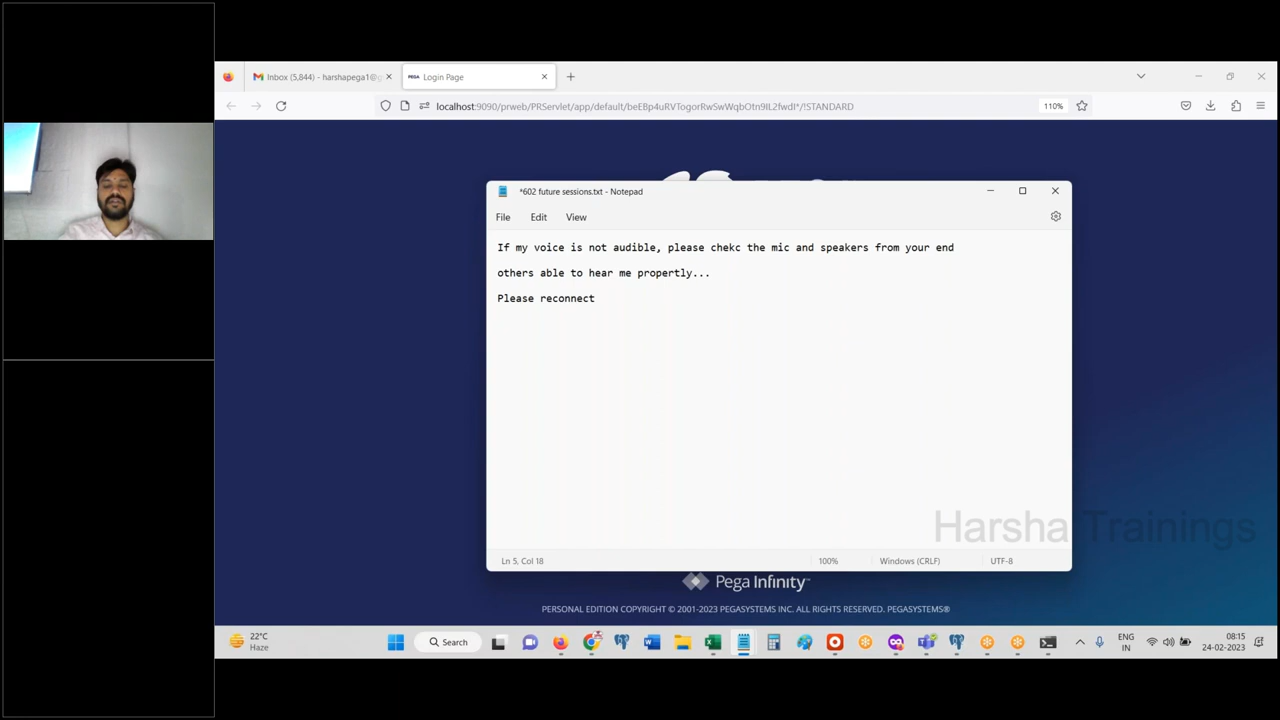 Inbox (5,844) - harshapega1@g
PEGA Login Page
localhost:9090/prweb/PRServlet/app/default/beEBp4uRVTogorRwSwWqbOtn9IL2fwdI*/!STANDARD
110%
*602 future sessions.txt - Notepad
File Edit View
If my voice is not audible, please chekc the mic and speakers from your end
others able to hear me propertly...
Please reconnect
Harsha Trainings
Ln 5, Col 18 100% Windows (CRLF) UTF-8
Pega Infinity™
PERSONAL EDITION COPYRIGHT © 2001-2023 PEGASYSTEMS INC. ALL RIGHTS RESERVED. PEGASYSTEMS®
22°C
Haze
Search
ENG
IN
08:15
24-02-2023